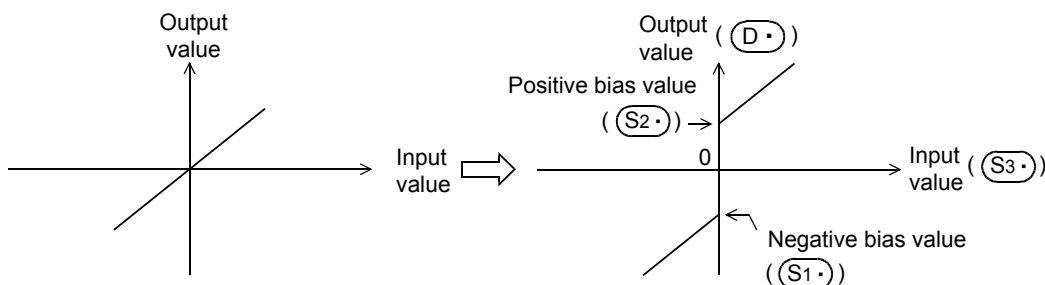 Output
value
Input
value
Output
value ( D · )
Positive bias value
( S2 · )
0
Input
value ( S3 · )
Negative bias value
( S1 · )